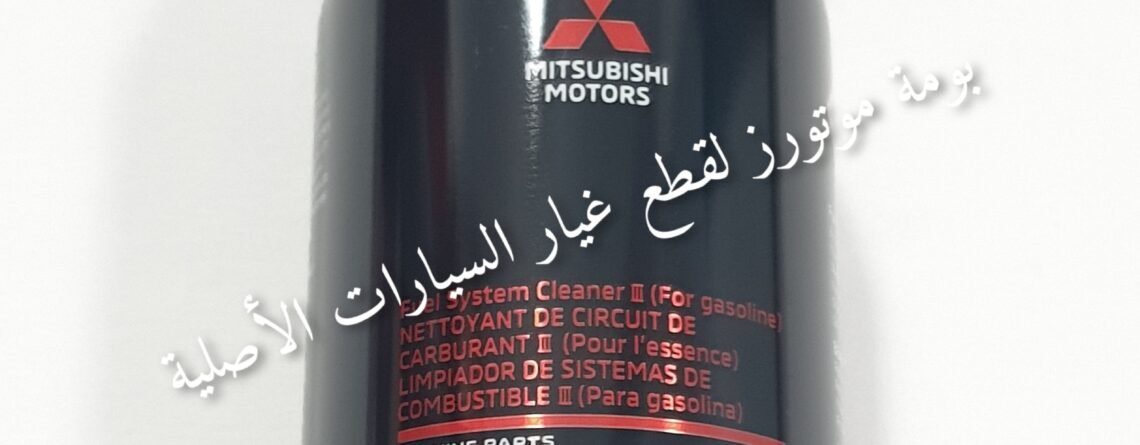 MITSUBISHI
MOTORS
بومة موتورز لقطع غيار السيارات الأصلية
Fuel System Cleaner III (For gasoline)
NETTOYANT DE CIRCUIT DE
CARBURANT III (Pour l'essence)
LIMPIADOR DE SISTEMAS DE
COMBUSTIBLE III (Para gasolina)
PARTS